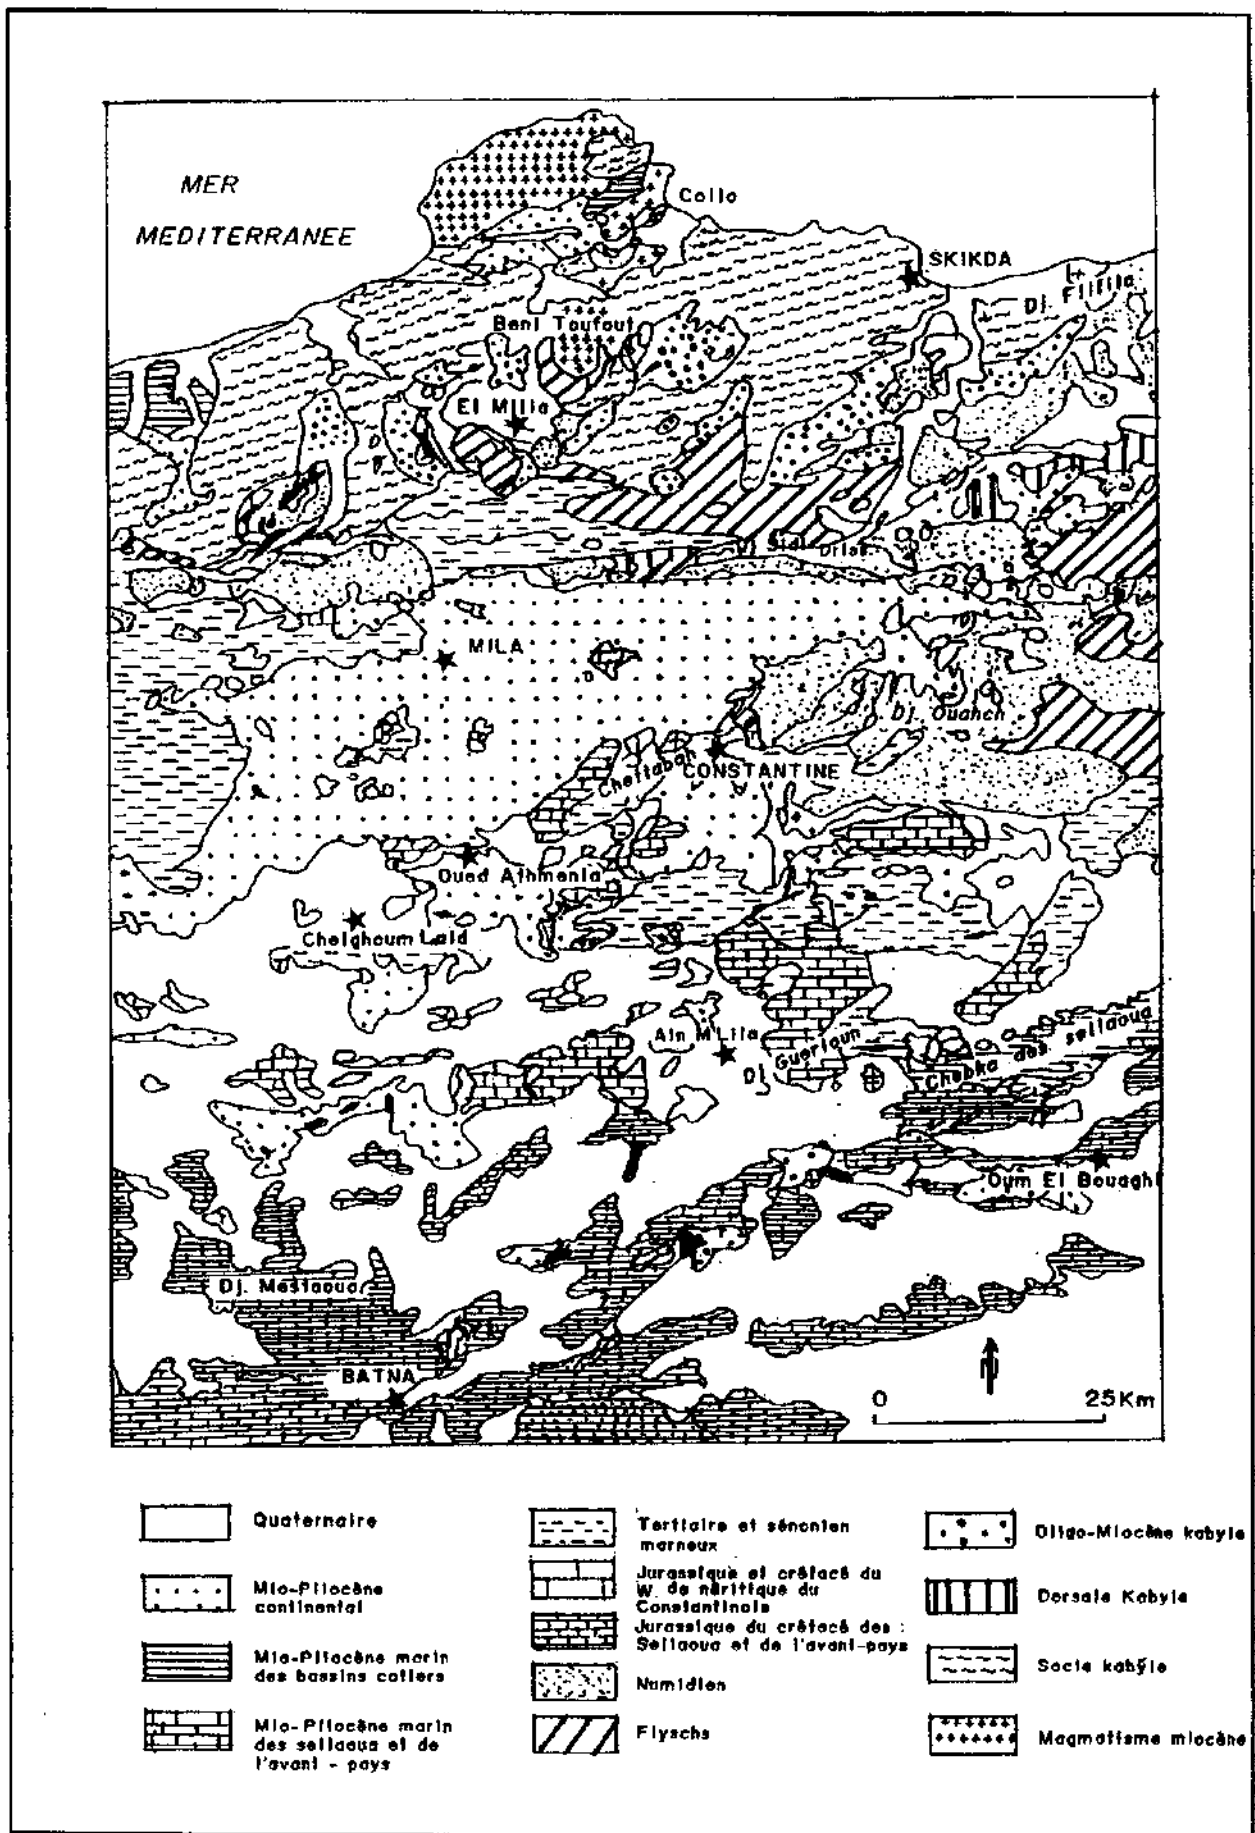 MER
MEDITERRANEE
Collo
SKIKDA
Dj. Filfila
Beni Toufout
El Milia
Dj Sidi Driss
MILA
Dj. Ouahch
Chettabah
CONSTANTINE
Oued Athmenia
Chelghoum Laid
Ain M'Lila
Dj Guerioun
Chebka des sellaoua
Oum El Bouaghi
Dj. Mestaoua
BATNA
N
0 25Km
Quaternaire
Mio-Pliocène
continental
Mio-Pliocène marin
des bassins cotiers
Mio-Pliocène marin
des sellaoua et de
l'avant - pays
Tertiaire et sénonien
marneux
Jurassique et crétacé du
W. de néritique du
Constantinois
Jurassique du crétacé des :
Sellaoua et de l'avant-pays
Numidien
Flyschs
Oligo-Miocène kabyle
Dorsale Kabyle
Socle kabyle
Magmatisme miocène